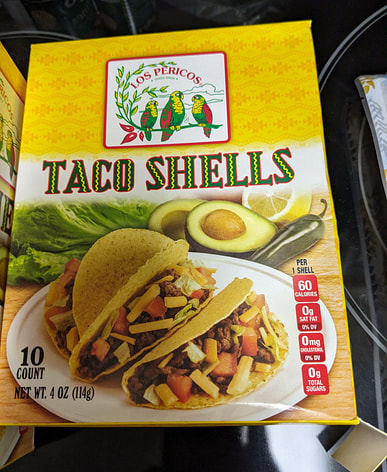 LOS PERICOS
TACO SHELLS
PER
1 SHELL
60
CALORIES
0g
SAT FAT
0% DV
0mg
CHOLESTEROL
0% DV
0g
TOTAL
SUGARS
10
COUNT
NET WT. 4 OZ (114g)